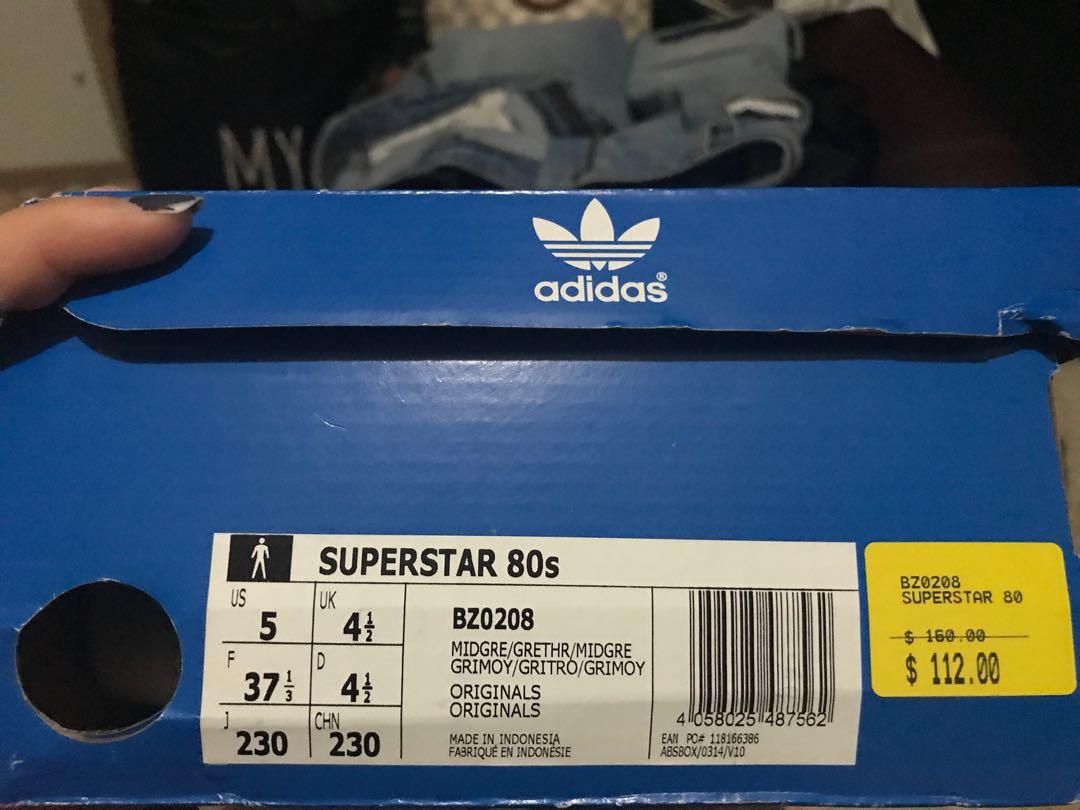 MY
adidas®
SUPERSTAR 80s
US
5
UK
4½
F
37⅓
D
4½
J
230
CHN
230
BZ0208
MIDGRE/GRETHR/MIDGRE
GRIMOY/GRITRO/GRIMOY
ORIGINALS
ORIGINALS
MADE IN INDONESIA
FABRIQUÉ EN INDONÉSIE
4 058025 487562
EAN PO# 118166386
ABSBOX/0314/V10
BZ0208
SUPERSTAR 80
$ 160.00
$ 112.00